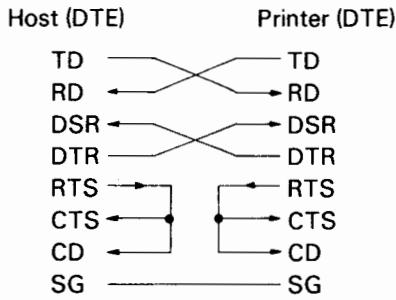 Host (DTE) Printer (DTE)
TD TD
RD RD
DSR DSR
DTR DTR
RTS RTS
CTS CTS
CD CD
SG SG